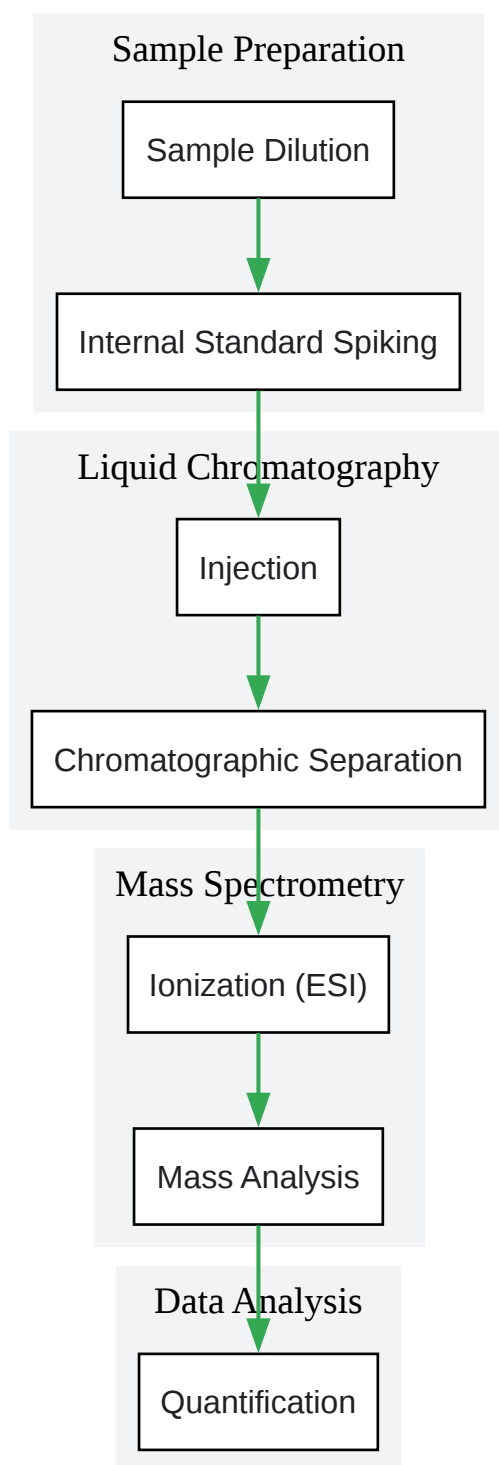 Sample Preparation
Sample Dilution
Internal Standard Spiking
Liquid Chromatography
Injection
Chromatographic Separation
Mass Spectrometry
Ionization (ESI)
Mass Analysis
Data Analysis
Quantification